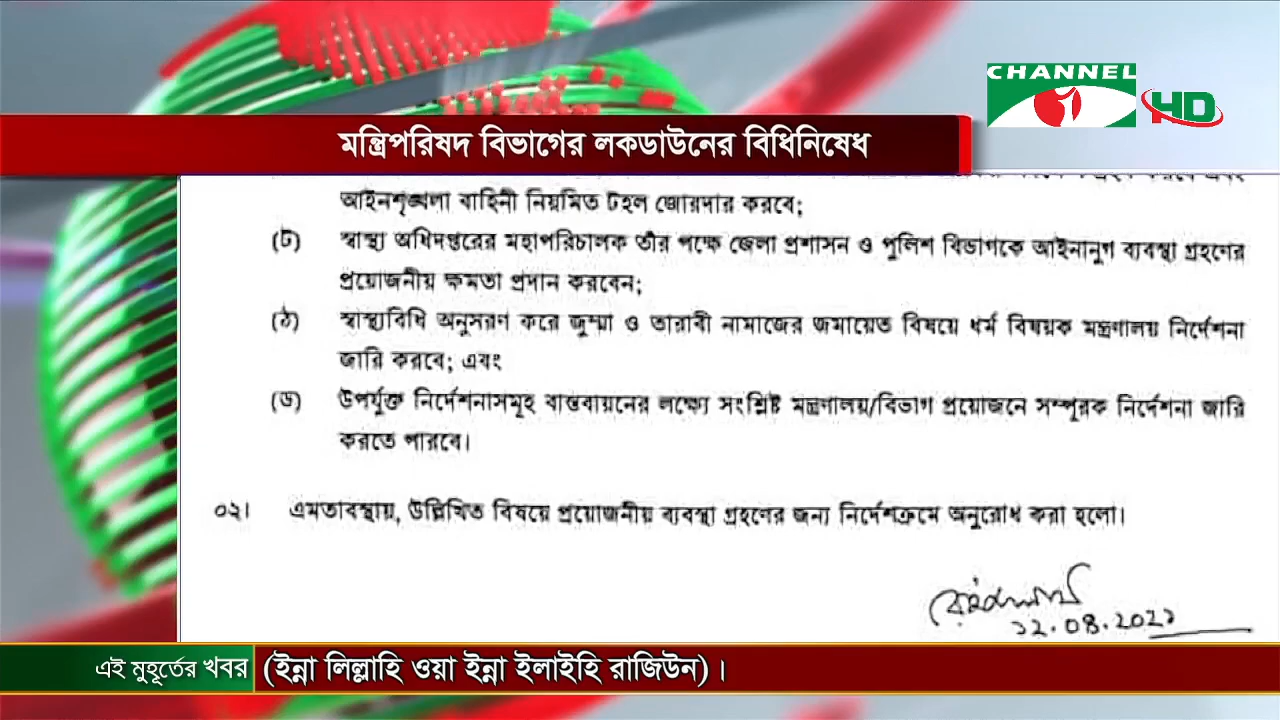 CHANNEL
HD
মন্ত্রিপরিষদ বিভাগের লকডাউনের বিধিনিষেধ
আইনশৃঙ্খলা বাহিনী নিয়মিত টহল জোরদার করবে;
(ট) স্বাস্থ্য অধিদপ্তরের মহাপরিচালক তাঁর পক্ষে জেলা প্রশাসন ও পুলিশ বিভাগকে আইনানুগ ব্যবস্থা গ্রহণের
প্রয়োজনীয় ক্ষমতা প্রদান করবেন;
(ঠ) স্বাস্থ্যবিধি অনুসরণ করে জুম্মা ও তারাবী নামাজের জমায়েত বিষয়ে ধর্ম বিষয়ক মন্ত্রণালয় নির্দেশনা
জারি করবে; এবং
(ড) উপর্যুক্ত নির্দেশনাসমূহ বাস্তবায়নের লক্ষ্যে সংশ্লিষ্ট মন্ত্রণালয়/বিভাগ প্রয়োজনে সম্পূরক নির্দেশনা জারি
করতে পারবে।
০২। এমতাবস্থায়, উল্লিখিত বিষয়ে প্রয়োজনীয় ব্যবস্থা গ্রহণের জন্য নির্দেশক্রমে অনুরোধ করা হলো।
১২.০৪.২০২১
এই মুহূর্তের খবর (ইন্না লিল্লাহি ওয়া ইন্না ইলাইহি রাজিউন) ।